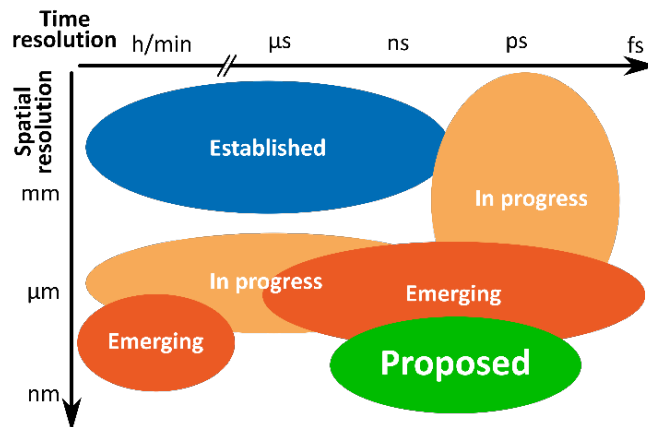 Time
resolution
h/min
μs
ns
ps
fs
Spatial
resolution
mm
μm
nm
Established
In progress
In progress
Emerging
Emerging
Proposed